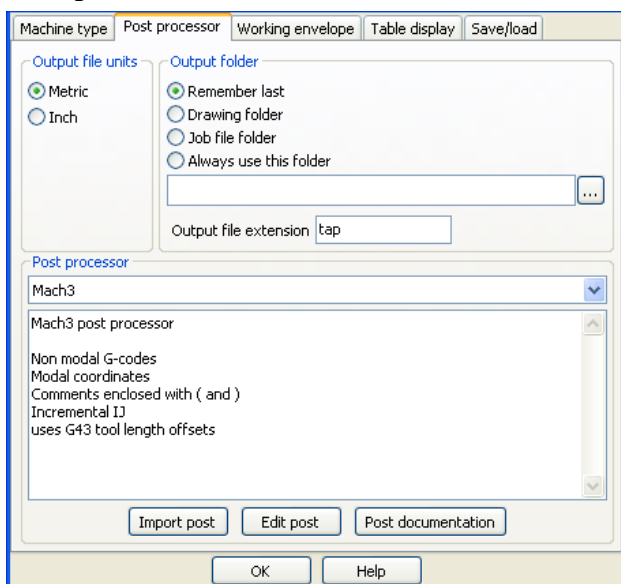 Machine type Post processor Working envelope Table display Save/load
Output file units
Metric
Inch
Output folder
Remember last
Drawing folder
Job file folder
Always use this folder
...
Output file extension tap
Post processor
Mach3
Mach3 post processor
Non modal G-codes
Modal coordinates
Comments enclosed with ( and )
Incremental IJ
uses G43 tool length offsets
Import post Edit post Post documentation
OK Help